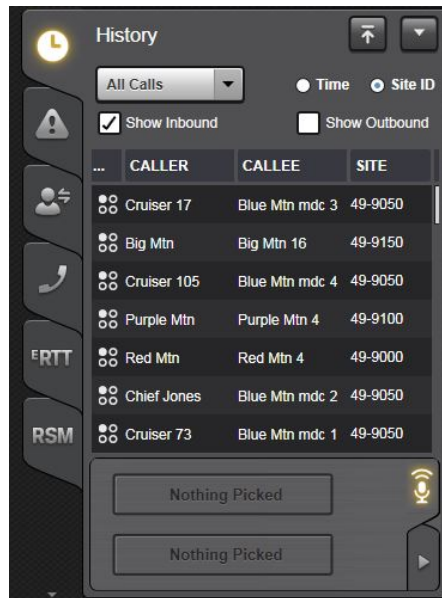 History
All Calls
Time
Site ID
Show Inbound
Show Outbound
... CALLER CALLEE SITE
Cruiser 17 Blue Mtn mdc 3 49-9050
Big Mtn Big Mtn 16 49-9150
Cruiser 105 Blue Mtn mdc 4 49-9050
Purple Mtn Purple Mtn 4 49-9100
Red Mtn Red Mtn 4 49-9000
Chief Jones Blue Mtn mdc 2 49-9050
Cruiser 73 Blue Mtn mdc 1 49-9050
ERTT
RSM
Nothing Picked
Nothing Picked